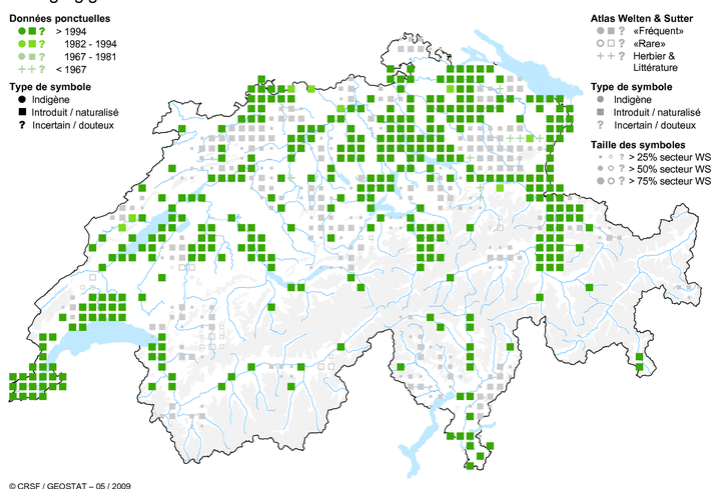 Données ponctuelles
> 1994
? 1982 - 1994
? 1967 - 1981
++? < 1967
Type de symbole
Indigène
Introduit / naturalisé
? Incertain / douteux
Atlas Welten & Sutter
? «Fréquent»
? «Rare»
++? Herbier &
Littérature
Type de symbole
Indigène
Introduit / naturalisé
? Incertain / douteux
Taille des symboles
? > 25% secteur WS
? > 50% secteur WS
? > 75% secteur WS
© CRSF / GEOSTAT – 05 / 2009